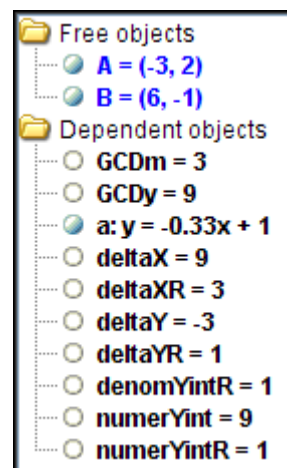 Free objects
A = (-3, 2)
B = (6, -1)
Dependent objects
GCDm = 3
GCDy = 9
a: y = -0.33x + 1
deltaX = 9
deltaXR = 3
deltaY = -3
deltaYR = 1
denomYintR = 1
numerYint = 9
numerYintR = 1